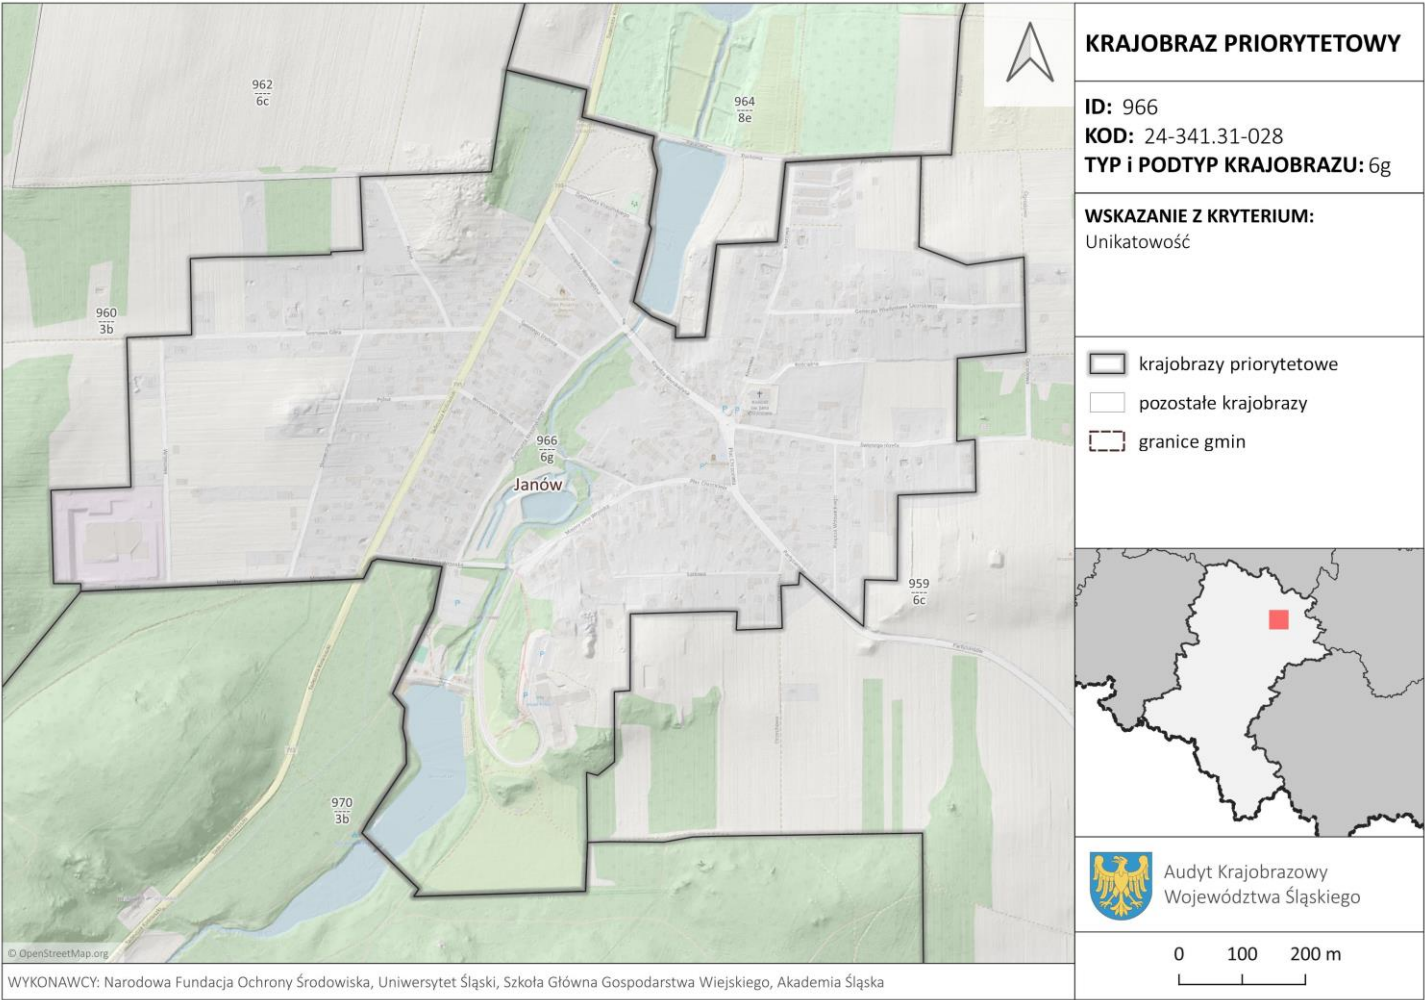 962
6c
964
8e
960
3b
966
6g
Janów
959
6c
970
3b
© OpenStreetMap.org
KRAJOBRAZ PRIORYTETOWY
ID: 966
KOD: 24-341.31-028
TYP i PODTYP KRAJOBRAZU: 6g
WSKAZANIE Z KRYTERIUM:
Unikatowość
krajobrazy priorytetowe
pozostałe krajobrazy
granice gmin
Audyt Krajobrazowy
Województwa Śląskiego
0 100 200 m
WYKONAWCY: Narodowa Fundacja Ochrony Środowiska, Uniwersytet Śląski, Szkoła Główna Gospodarstwa Wiejskiego, Akademia Śląska